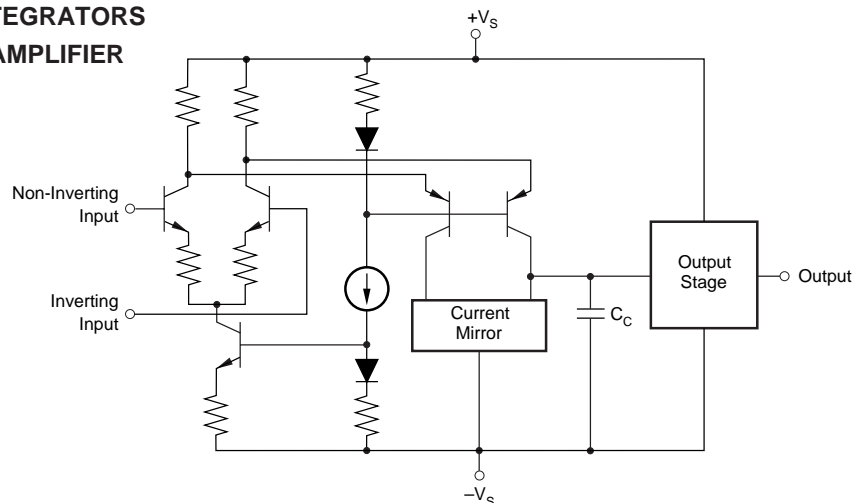 TEGRATORS
AMPLIFIER
+VS
Non-Inverting
Input
Inverting
Input
Current
Mirror
CC
Output
Stage
Output
–VS